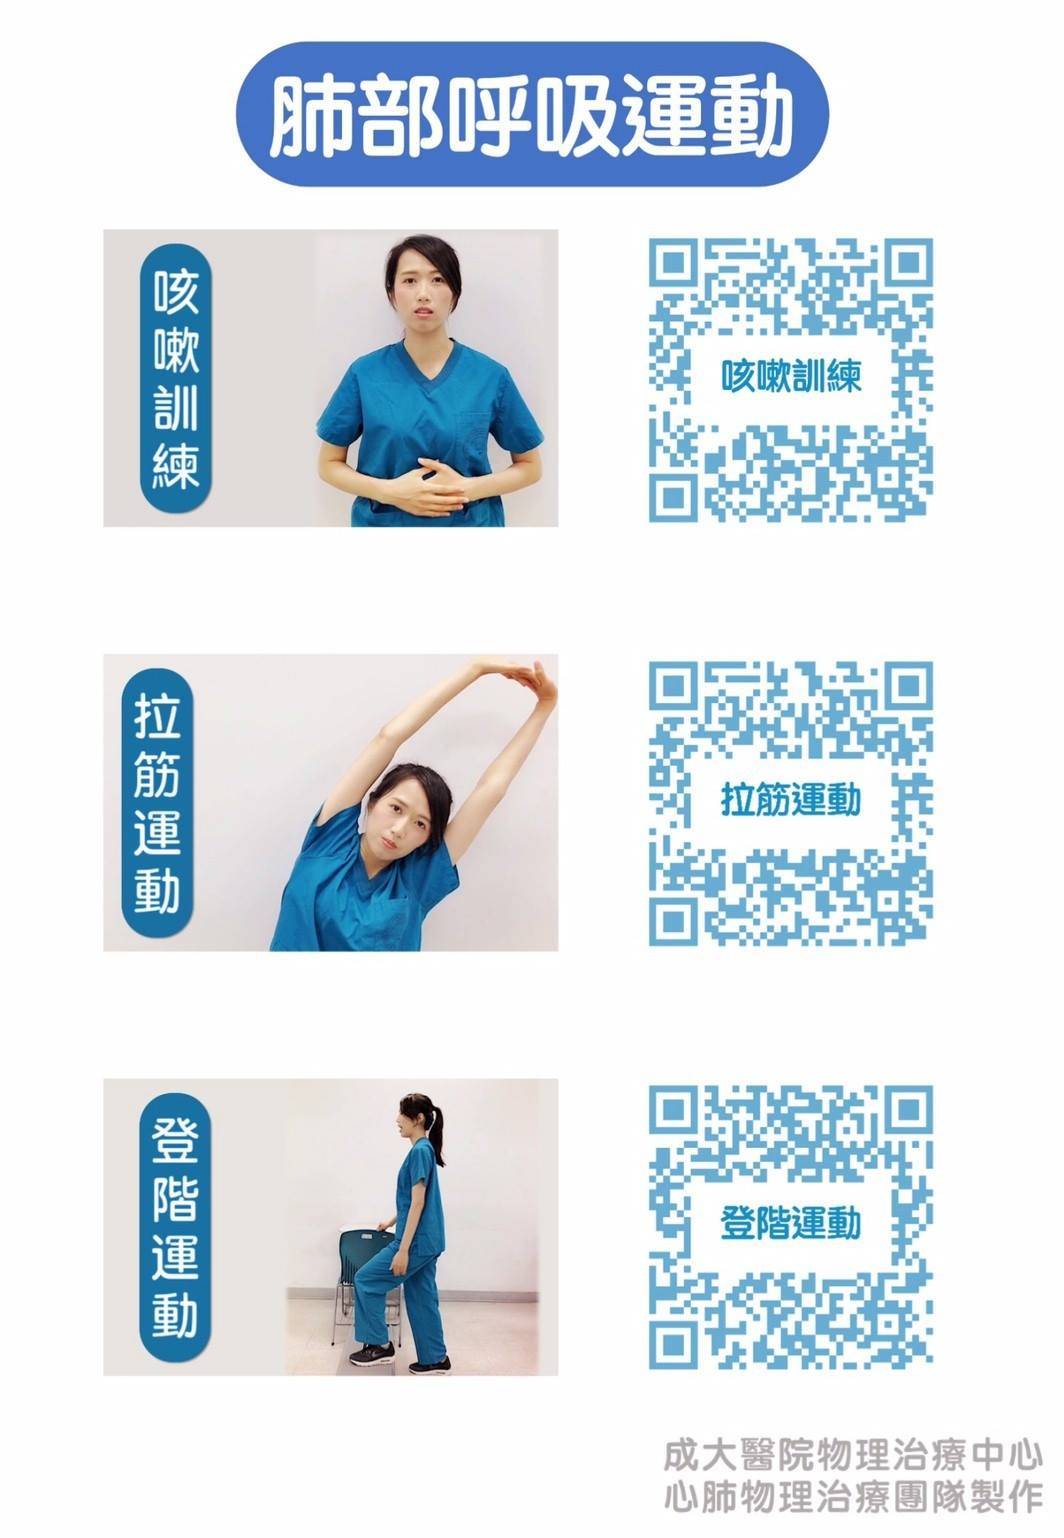 肺部呼吸運動
咳嗽訓練
咳嗽訓練
拉筋運動
拉筋運動
登階運動
登階運動
成大醫院物理治療中心
心肺物理治療團隊製作